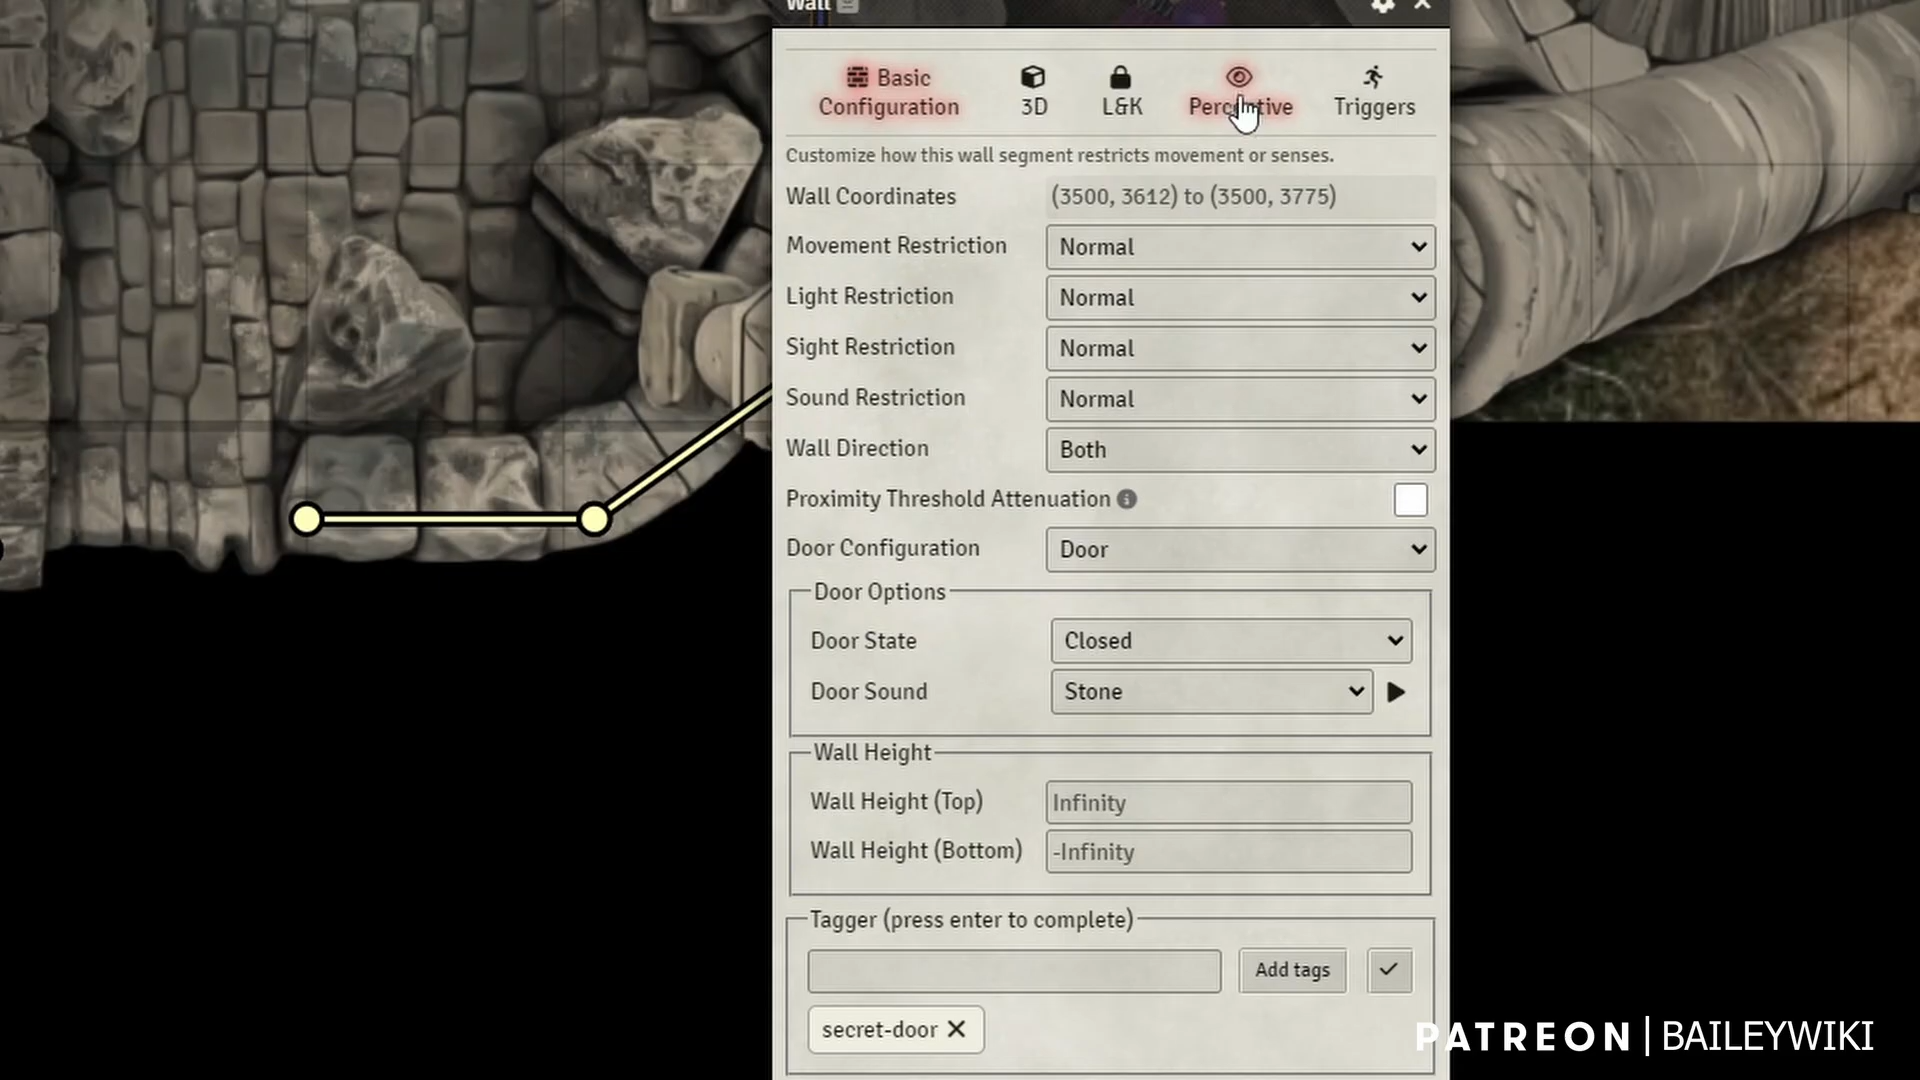 Wall
Basic
Configuration
3D
L&K
Perceptive
Triggers
Customize how this wall segment restricts movement or senses.
Wall Coordinates (3500, 3612) to (3500, 3775)
Movement Restriction Normal
Light Restriction Normal
Sight Restriction Normal
Sound Restriction Normal
Wall Direction Both
Proximity Threshold Attenuation
Door Configuration Door
Door Options
Door State Closed
Door Sound Stone
Wall Height
Wall Height (Top) Infinity
Wall Height (Bottom) -Infinity
Tagger (press enter to complete)
Add tags
secret-door
PATREON | BAILEYWIKI